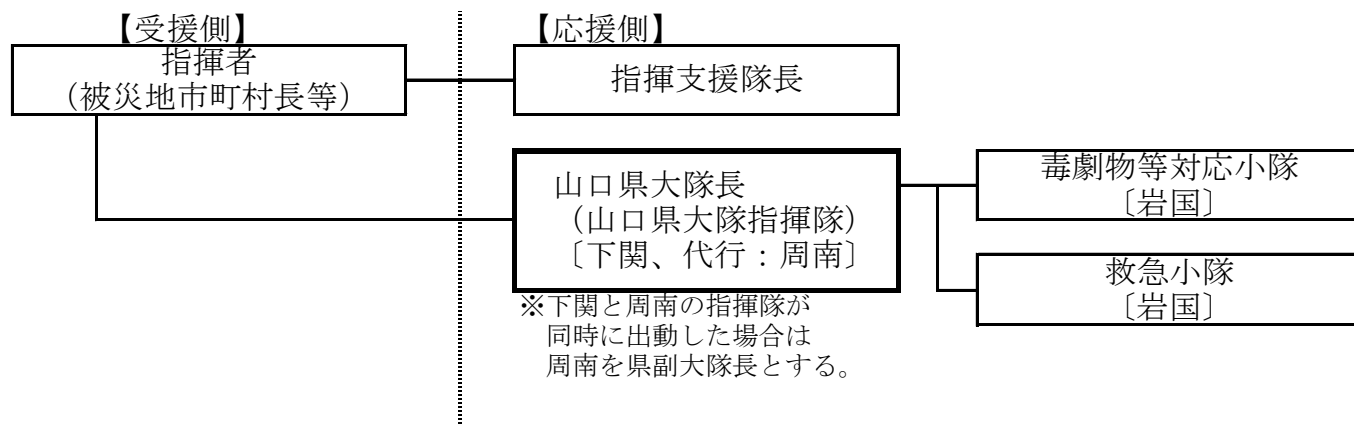 【受援側】
【応援側】
指揮者
(被災地市町村長等)
指揮支援隊長
山口県大隊長
(山口県大隊指揮隊)
〔下関、代行：周南〕
※下関と周南の指揮隊が
同時に出動した場合は
周南を県副大隊長とする。
毒劇物等対応小隊
〔岩国〕
救急小隊
〔岩国〕